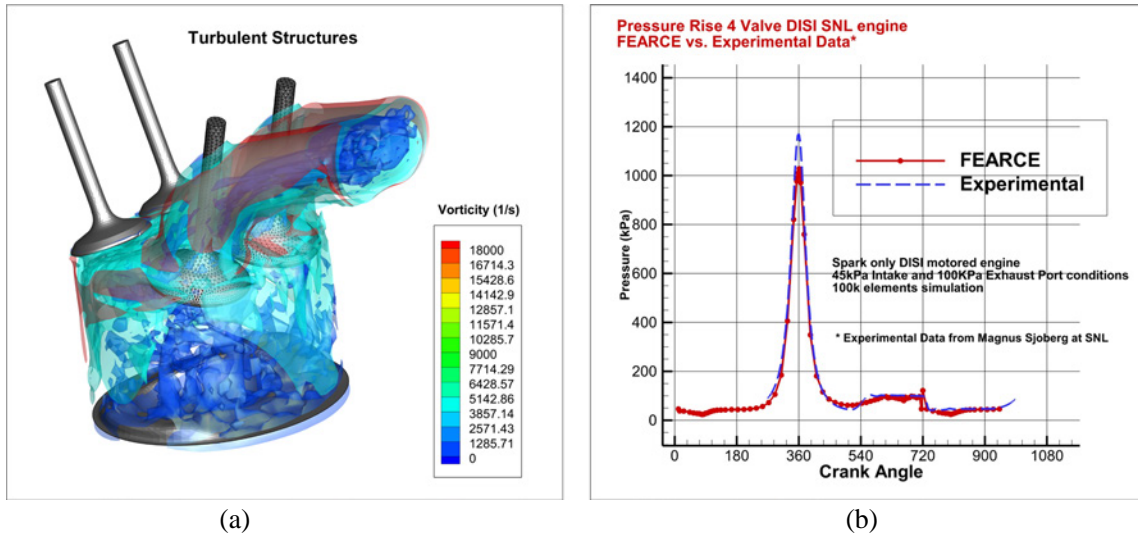 Turbulent Structures
Vorticity (1/s)
18000
16714.3
15428.6
14142.9
12857.1
11571.4
10285.7
9000
7714.29
6428.57
5142.86
3857.14
2571.43
1285.71
0
(a)
Pressure Rise 4 Valve DISI SNL engine
FEARCE vs. Experimental Data*
1400
1200
1000
800
600
400
200
0
Pressure (kPa)
FEARCE
Experimental
Spark only DISI motored engine
45kPa Intake and 100KPa Exhaust Port conditions
100k elements simulation
* Experimental Data from Magnus Sjoberg at SNL
0 180 360 540 720 900 1080
Crank Angle
(b)